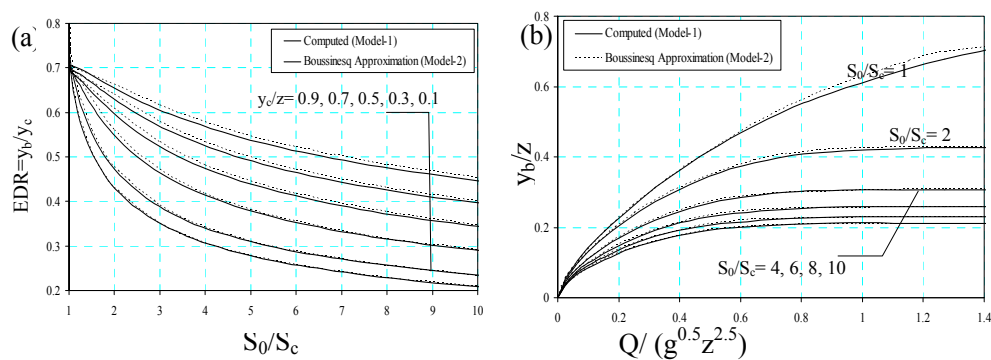 (a)
0.8
0.7
0.6
0.5
0.4
0.3
0.2
EDR=y_b/y_c
Computed (Model-1)
Boussinesq Approximation (Model-2)
y_c/z= 0.9, 0.7, 0.5, 0.3, 0.1
1 2 3 4 5 6 7 8 9 10
S_0/S_c
(b)
0.8
0.6
0.4
0.2
0
y_b/z
Computed (Model-1)
Boussinesq Approximation (Model-2)
S_0/S_c= 1
S_0/S_c= 2
S_0/S_c= 4, 6, 8, 10
0 0.2 0.4 0.6 0.8 1 1.2 1.4
Q/ (g^0.5 z^2.5)